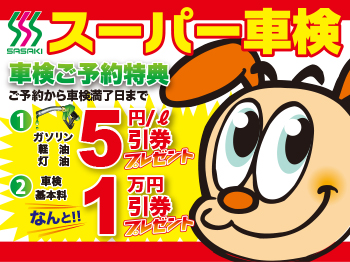 SASAKI
スーパー車検
車検ご予約特典
ご予約から車検満了日まで
1 ガソリン
軽油
灯油
5円/ℓ
引券
プレゼント
2 車検
基本料
なんと!!
1万円
引券
プレゼント